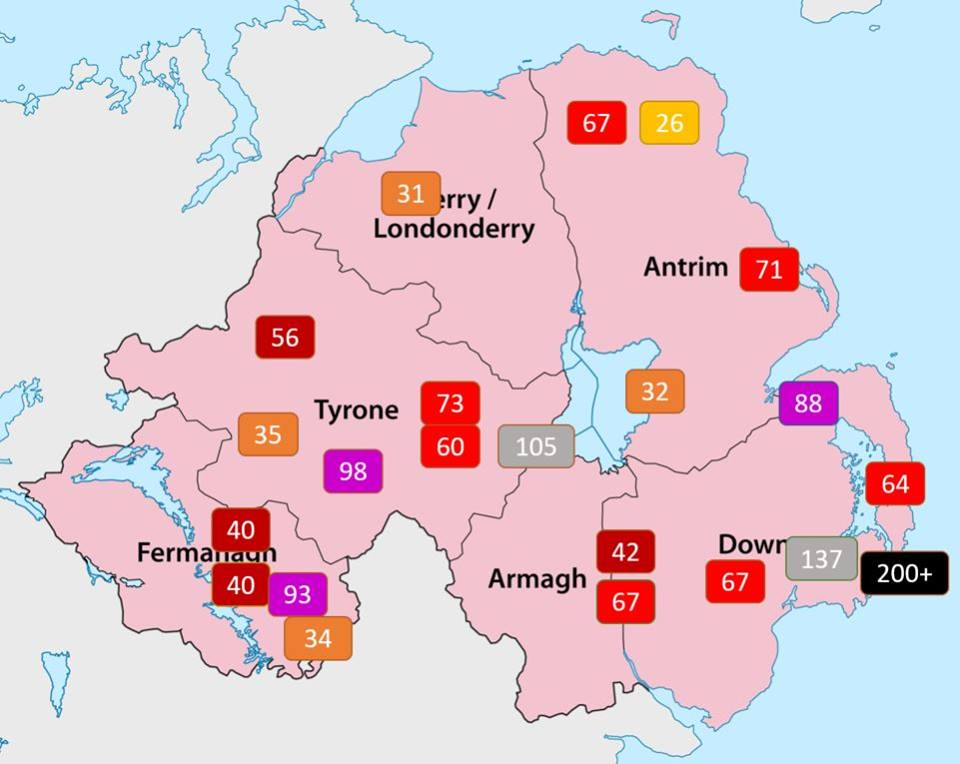 67 26
31
erry /
Londonderry
Antrim 71
56
Tyrone
73
32
88
35
60
105
98
64
40
Fermanagh
40
93
34
42
Armagh
67
Down
67
137
200+